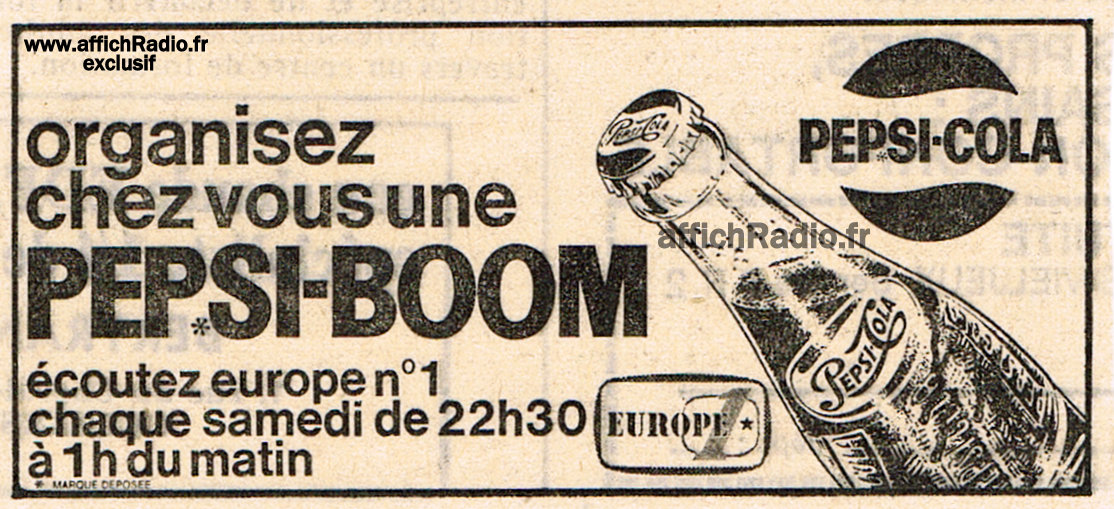 www.affichRadio.fr
exclusif
organisez
chez vous une
PEPSI-BOOM
*
écoutez europe n°1
chaque samedi de 22h30
à 1h du matin
* MARQUE DEPOSEE
EUROPE 1 *
PEPSI-COLA
*
PEPSI-COLA
affichRadio.fr
PEPSI-COLA